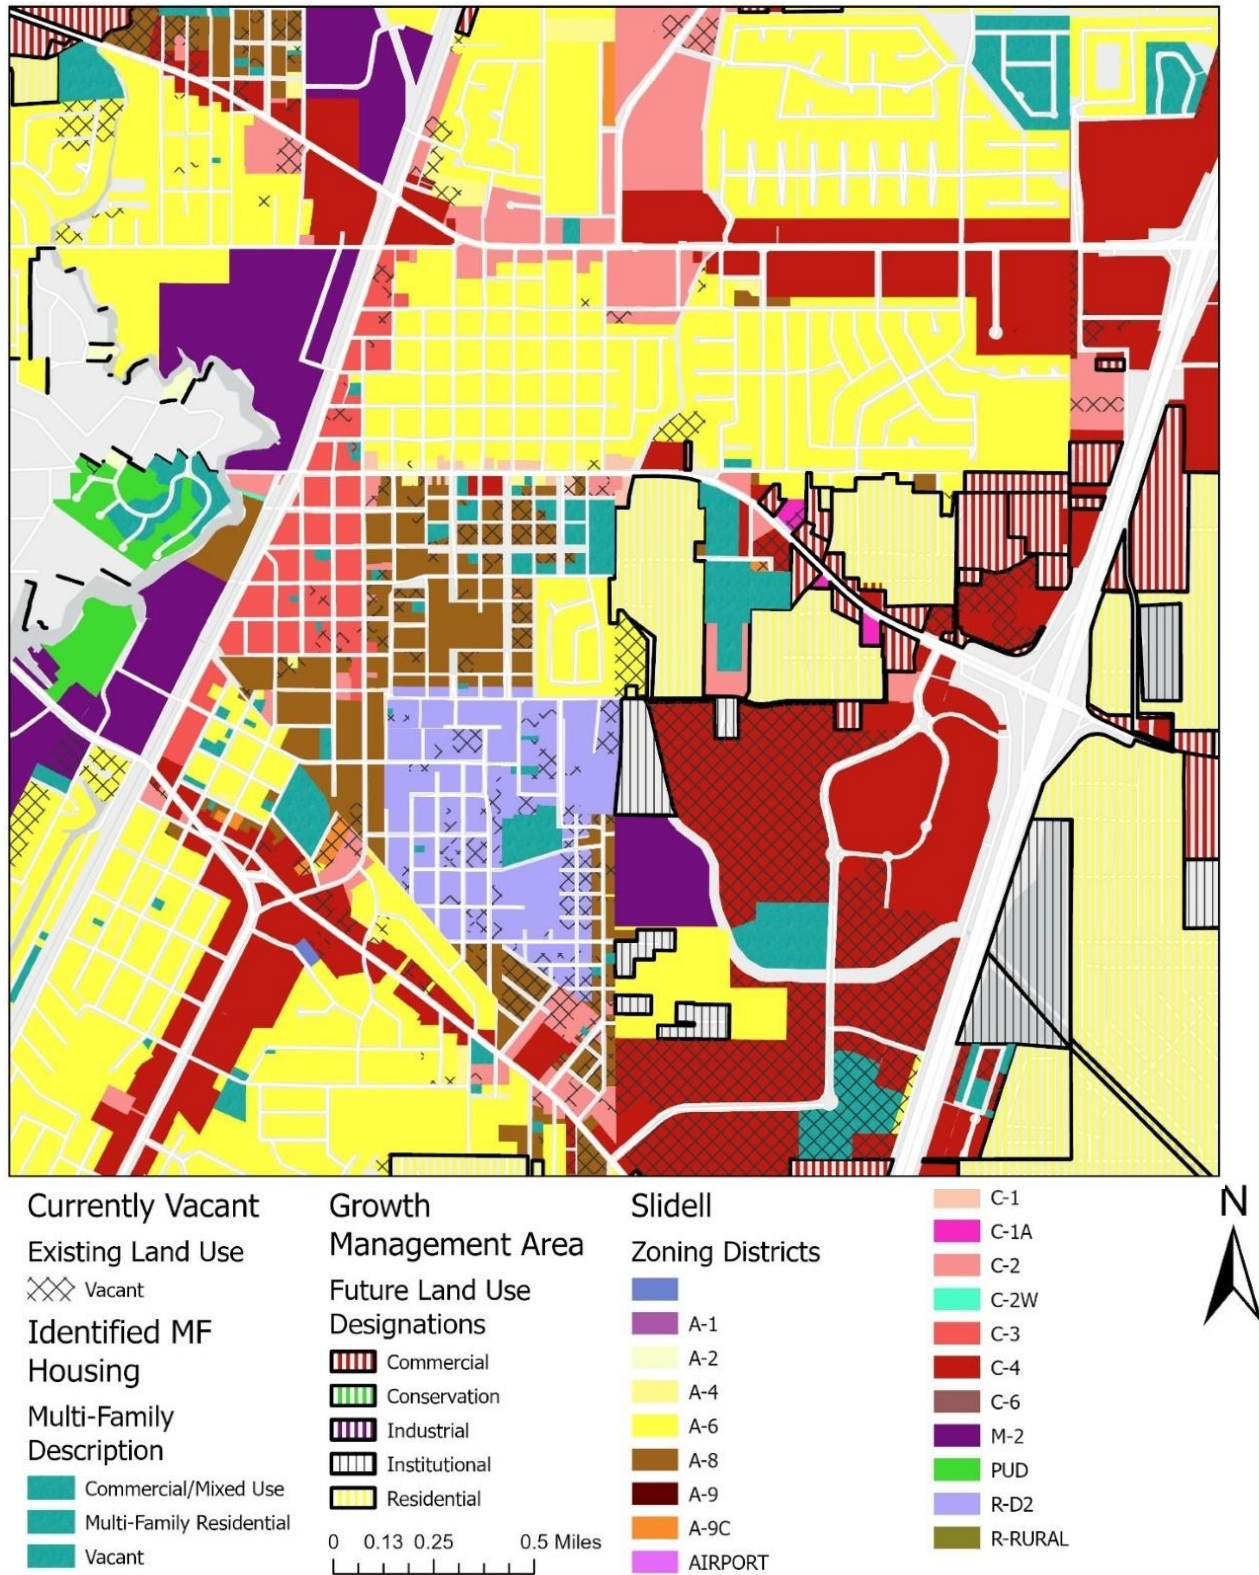 Currently Vacant
Existing Land Use
Vacant
Identified MF
Housing
Multi-Family
Description
Commercial/Mixed Use
Multi-Family Residential
Vacant
Growth
Management Area
Future Land Use
Designations
Commercial
Conservation
Industrial
Institutional
Residential
0 0.13 0.25 0.5 Miles
Slidell
Zoning Districts
A-1
A-2
A-4
A-6
A-8
A-9
A-9C
AIRPORT
C-1
C-1A
C-2
C-2W
C-3
C-4
C-6
M-2
PUD
R-D2
R-RURAL
N